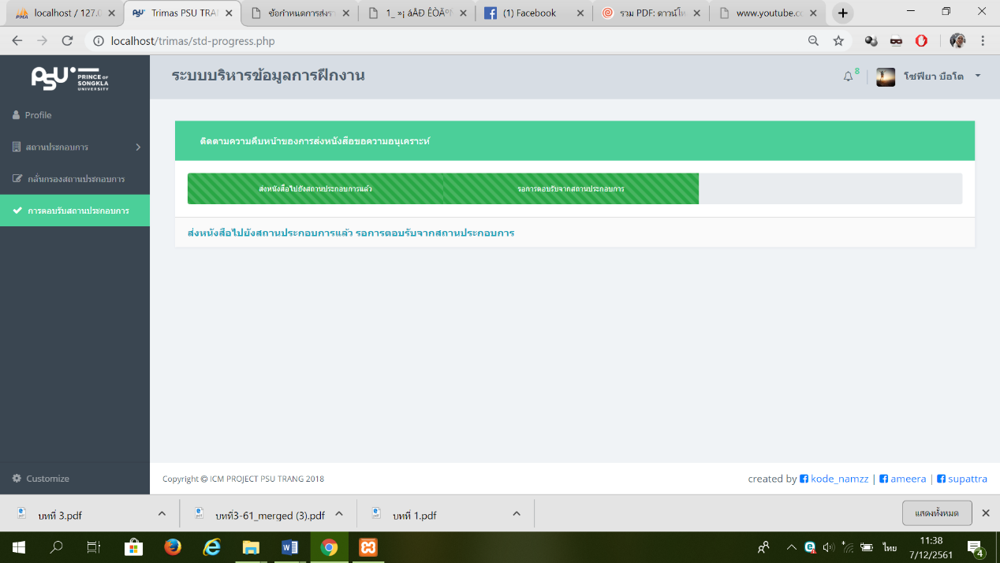 localhost / 127.0
Trimas PSU TRA
ข้อกำหนดการส่งร
1_ »¡ áÅÐ ÊÒÃº
(1) Facebook
รวม PDF: ดาวน์โห
www.youtube.co
localhost/trimas/std-progress.php
PSU PRINCE OF SONGKLA UNIVERSITY
ระบบบริหารข้อมูลการฝึกงาน
8
โซฟียา บือโต
Profile
สถานประกอบการ
กลั่นกรองสถานประกอบการ
การตอบรับสถานประกอบการ
ติดตามความคืบหน้าของการส่งหนังสือขอความอนุเคราะห์
ส่งหนังสือไปยังสถานประกอบการแล้ว
รอการตอบรับจากสถานประกอบการ
ส่งหนังสือไปยังสถานประกอบการแล้ว รอการตอบรับจากสถานประกอบการ
Customize
Copyright © ICM PROJECT PSU TRANG 2018
created by kode_namzz | ameera | supattra
บทที่ 3.pdf
บทที่3-61_merged (3).pdf
บทที่ 1.pdf
แสดงทั้งหมด
ไทย
11:38
7/12/2561
4